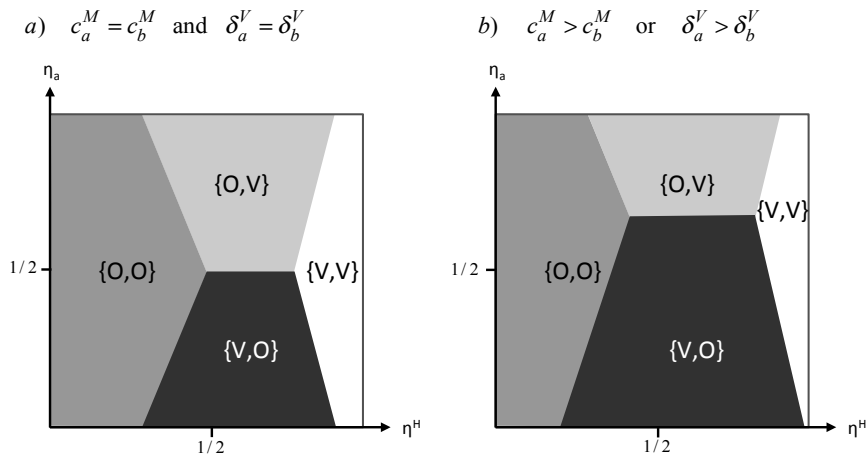 a) c_a^M = c_b^M and δ_a^V = δ_b^V
η_a
{O,V}
{O,O}
{V,V}
{V,O}
1/2
1/2
η^H
b) c_a^M > c_b^M or δ_a^V > δ_b^V
η_a
{O,V}
{V,V}
{O,O}
{V,O}
1/2
1/2
η^H